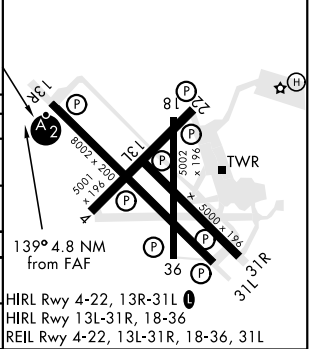 13R
P
P
81
22
H
A2
8002 x 200
13L
P
5002 x 196
TWR
5001 x 196
4
P
5000 x 196
P
P
P
139° 4.8 NM
from FAF
36
31L
31R
HIRL Rwy 4-22, 13R-31L L
HIRL Rwy 13L-31R, 18-36
REIL Rwy 4-22, 13L-31R, 18-36, 31L